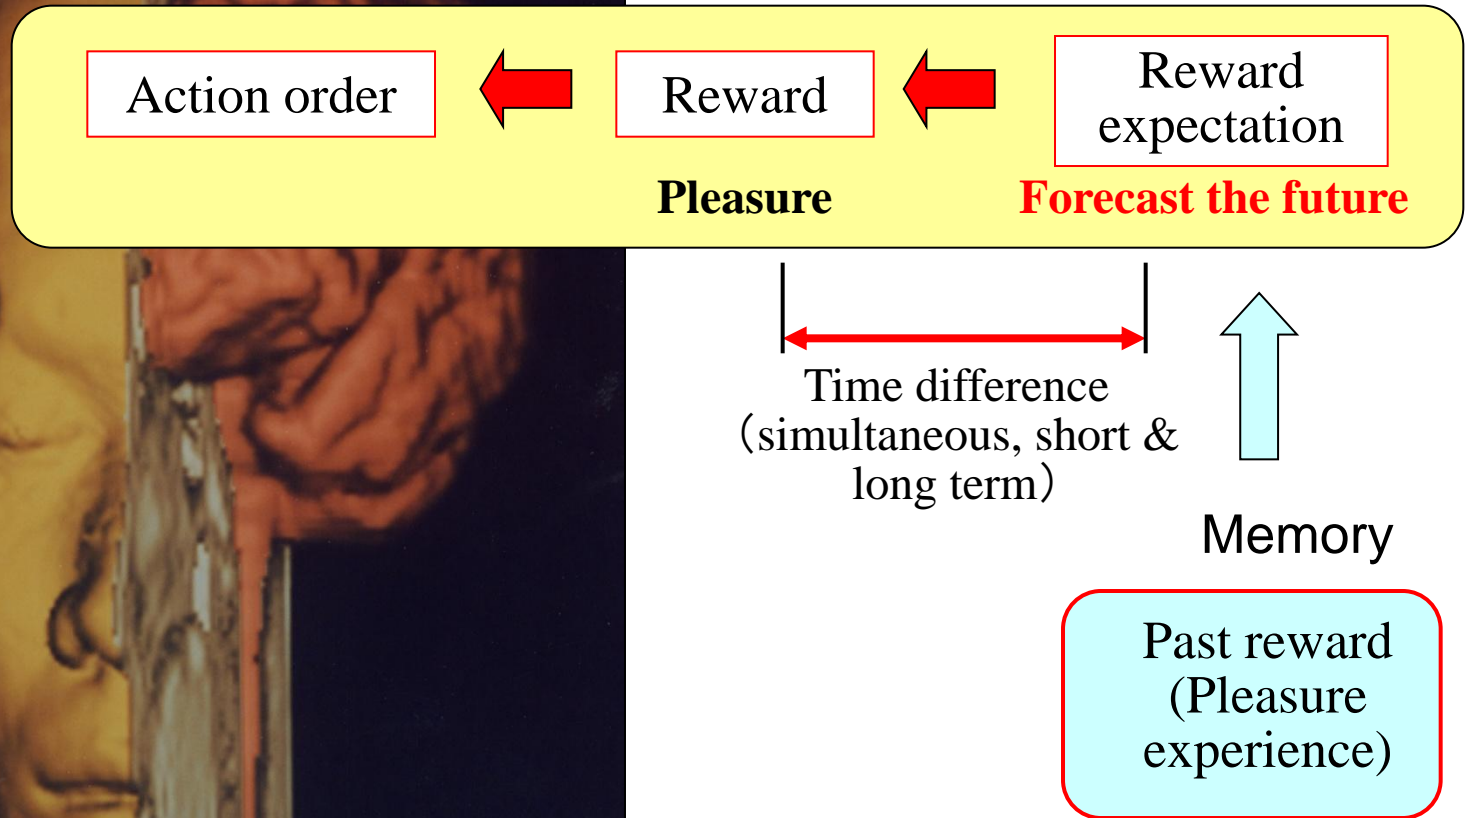 Action order
Reward
Reward
expectation
Pleasure
Forecast the future
Time difference
（simultaneous, short &
long term）
Memory
Past reward
(Pleasure
experience)